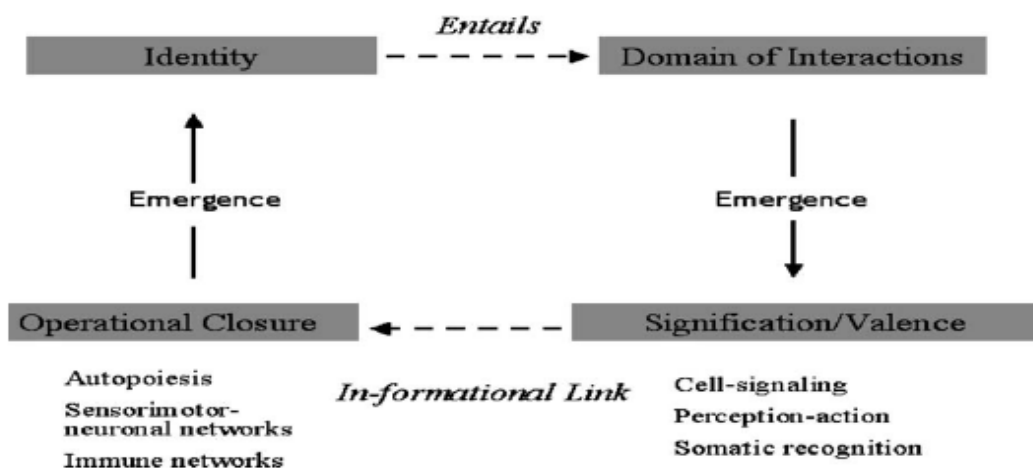 Entails
Identity
Domain of Interactions
Emergence
Emergence
Operational Closure
Signification/Valence
Autopoiesis
Sensorimotor-
neuronal networks
Immune networks
In-formational Link
Cell-signaling
Perception-action
Somatic recognition